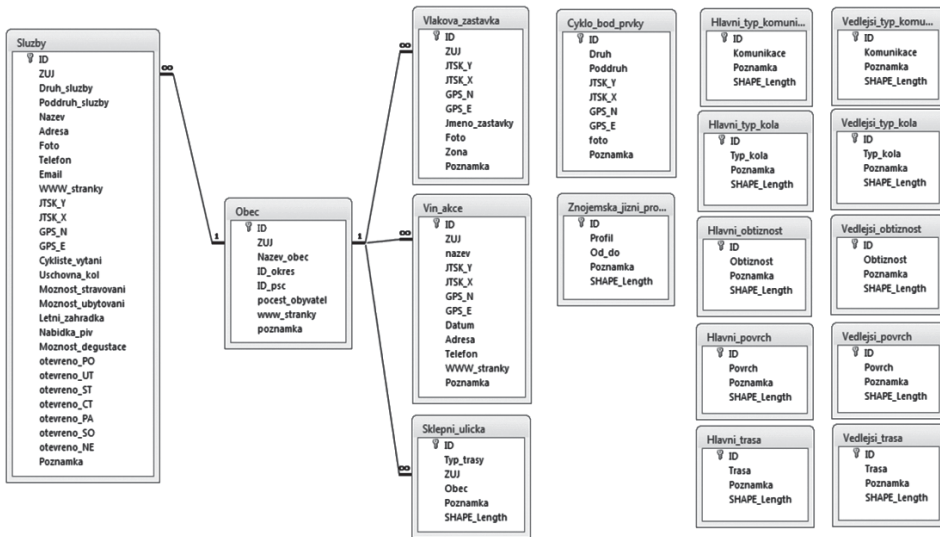 Sluzby
ID
ZUJ
Druh_sluzby
Poddruh_sluzby
Nazev
Adresa
Foto
Telefon
Email
WWW_stranky
JTSK_Y
JTSK_X
GPS_N
GPS_E
Cykliste_vytani
Uschovna_kol
Moznost_stravovani
Moznost_ubytovani
Letni_zahradka
Nabidka_piv
Moznost_degustace
otevreno_PO
otevreno_UT
otevreno_ST
otevreno_CT
otevreno_PA
otevreno_SO
otevreno_NE
Poznamka
∞
1
Obec
ID
ZUJ
Nazev_obec
ID_okres
ID_psc
pocest_obyvatel
www_stranky
poznamka
1
∞
∞
∞
Vlakova_zastavka
ID
ZUJ
JTSK_Y
JTSK_X
GPS_N
GPS_E
Jmeno_zastavky
Foto
Zona
Poznamka
Vin_akce
ID
ZUJ
nazev
JTSK_Y
JTSK_X
GPS_N
GPS_E
Datum
Adresa
Telefon
WWW_stranky
Poznamka
Sklepni_ulicka
ID
Typ_trasy
ZUJ
Obec
Poznamka
SHAPE_Length
Cyklo_bod_prvky
ID
Druh
Poddruh
JTSK_Y
JTSK_X
GPS_N
GPS_E
foto
Poznamka
Znojemska_jizni_pro...
ID
Profil
Od_do
Poznamka
SHAPE_Length
Hlavni_typ_komuni...
ID
Komunikace
Poznamka
SHAPE_Length
Hlavni_typ_kola
ID
Typ_kola
Poznamka
SHAPE_Length
Hlavni_obtiznost
ID
Obtiznost
Poznamka
SHAPE_Length
Hlavni_povrch
ID
Povrch
Poznamka
SHAPE_Length
Hlavni_trasa
ID
Trasa
Poznamka
SHAPE_Length
Vedlejsi_typ_komu...
ID
Komunikace
Poznamka
SHAPE_Length
Vedlejsi_typ_kola
ID
Typ_kola
Poznamka
SHAPE_Length
Vedlejsi_obtiznost
ID
Obtiznost
Poznamka
SHAPE_Length
Vedlejsi_povrch
ID
Povrch
Poznamka
SHAPE_Length
Vedlejsi_trasa
ID
Trasa
Poznamka
SHAPE_Length